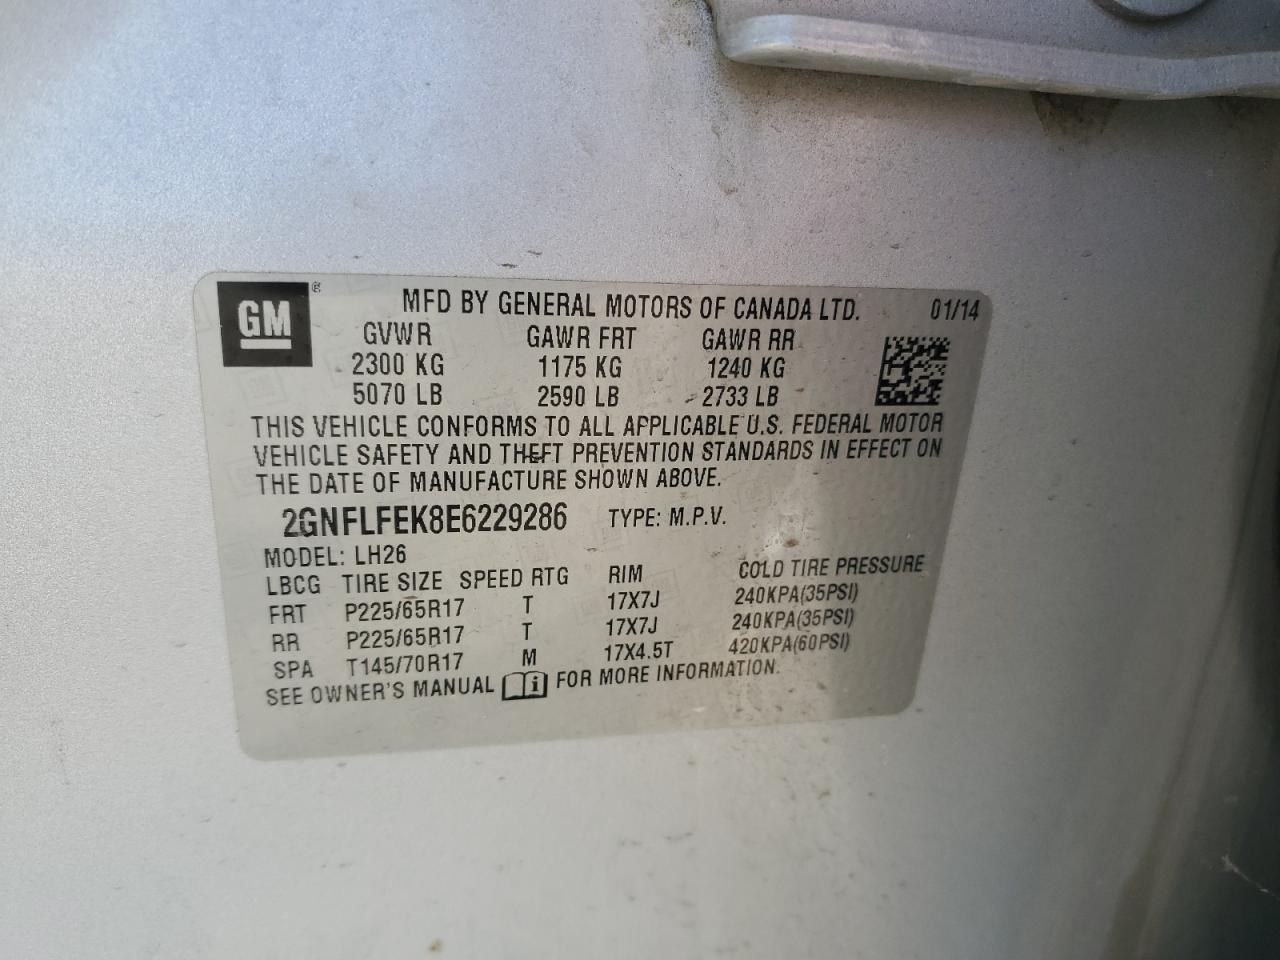 GM® MFD BY GENERAL MOTORS OF CANADA LTD. 01/14
GVWR GAWR FRT GAWR RR
2300 KG 1175 KG 1240 KG
5070 LB 2590 LB 2733 LB
THIS VEHICLE CONFORMS TO ALL APPLICABLE U.S. FEDERAL MOTOR
VEHICLE SAFETY AND THEFT PREVENTION STANDARDS IN EFFECT ON
THE DATE OF MANUFACTURE SHOWN ABOVE.
2GNFLFEK8E6229286 TYPE: M.P.V.
MODEL: LH26
LBCG TIRE SIZE SPEED RTG RIM COLD TIRE PRESSURE
FRT P225/65R17 T 17X7J 240KPA(35PSI)
RR P225/65R17 T 17X7J 240KPA(35PSI)
SPA T145/70R17 M 17X4.5T 420KPA(60PSI)
SEE OWNER'S MANUAL i FOR MORE INFORMATION.